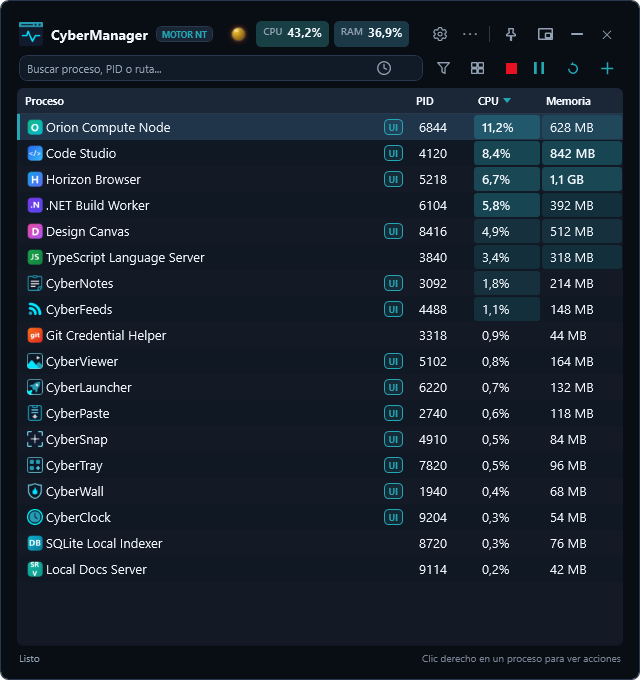 CyberManager MOTOR NT CPU 43,2% RAM 36,9%
Buscar proceso, PID o ruta...
Proceso PID CPU Memoria
O Orion Compute Node UI 6844 11,2% 628 MB
</> Code Studio UI 4120 8,4% 842 MB
H Horizon Browser UI 5218 6,7% 1,1 GB
.N .NET Build Worker 6104 5,8% 392 MB
D Design Canvas UI 8416 4,9% 512 MB
JS TypeScript Language Server 3840 3,4% 318 MB
CyberNotes UI 3092 1,8% 214 MB
CyberFeeds UI 4488 1,1% 148 MB
git Git Credential Helper 3318 0,9% 44 MB
CyberViewer UI 5102 0,8% 164 MB
CyberLauncher UI 6220 0,7% 132 MB
CyberPaste UI 2740 0,6% 118 MB
CyberSnap UI 4910 0,5% 84 MB
CyberTray UI 7820 0,5% 96 MB
CyberWall UI 1940 0,4% 68 MB
CyberClock UI 9204 0,3% 54 MB
DB SQLite Local Indexer 8720 0,3% 76 MB
SRV Local Docs Server 9114 0,2% 42 MB
Listo Clic derecho en un proceso para ver acciones